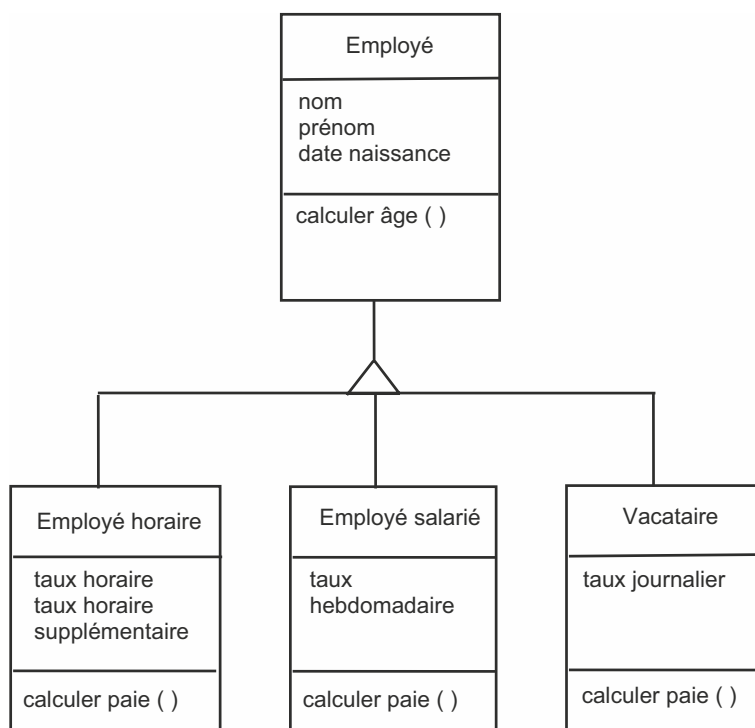 Employé
nom
prénom
date naissance
calculer âge ( )
Employé horaire
taux horaire
taux horaire
supplémentaire
calculer paie ( )
Employé salarié
taux
hebdomadaire
calculer paie ( )
Vacataire
taux journalier
calculer paie ( )